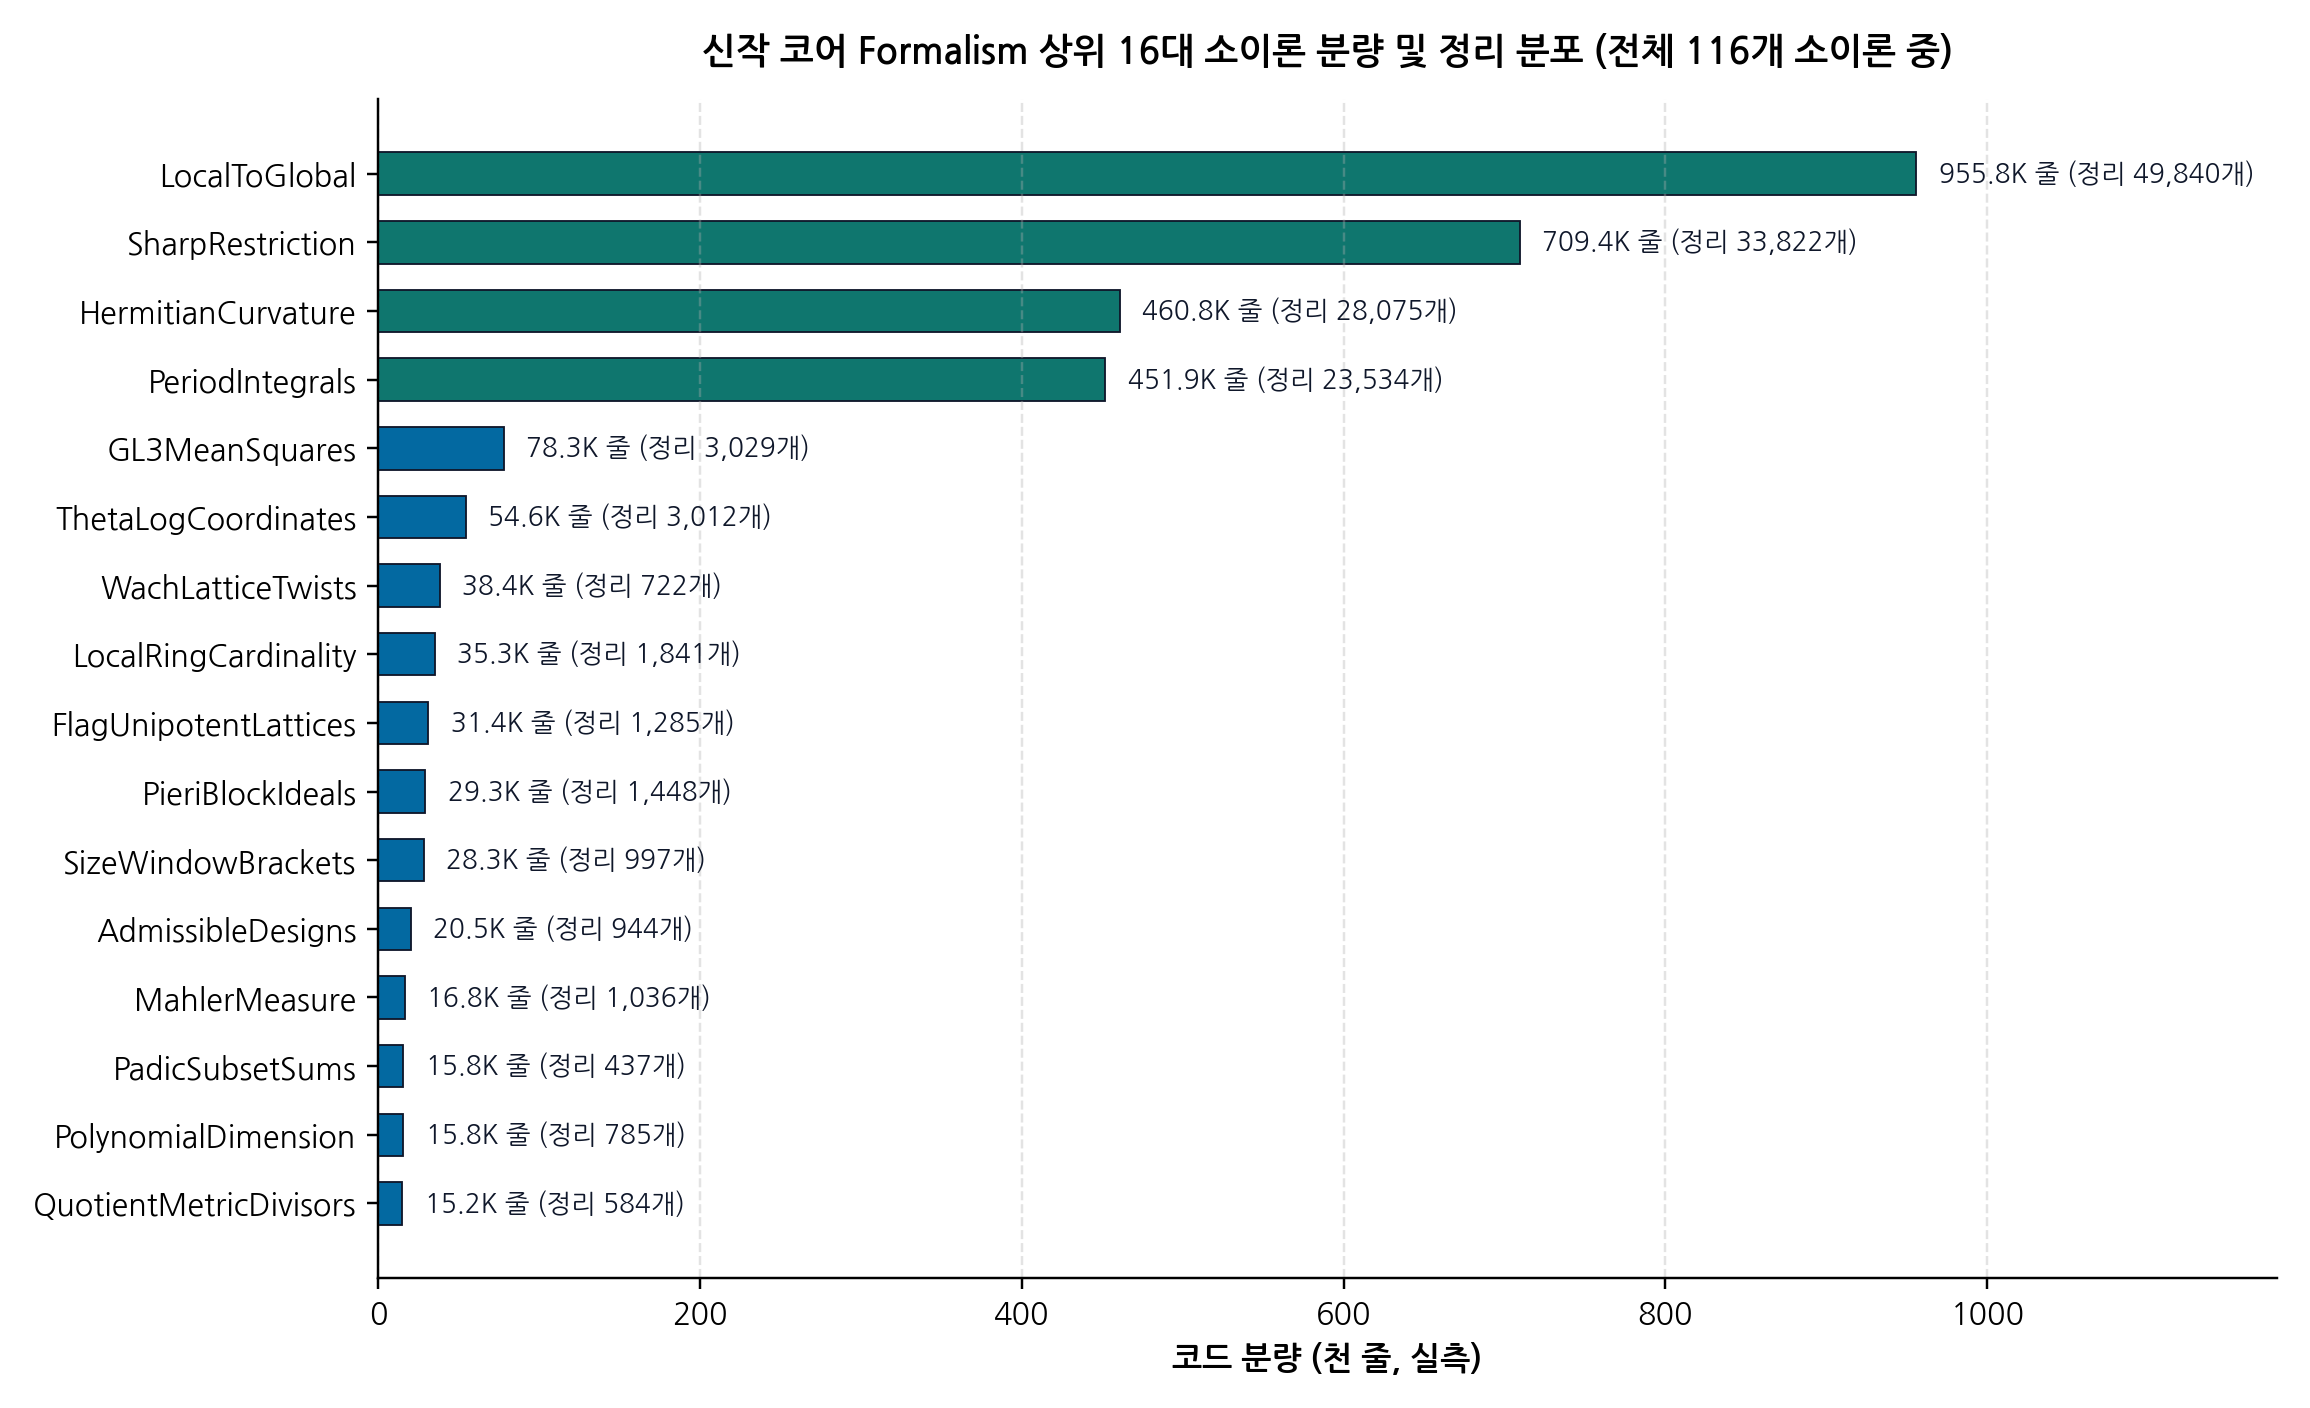 신작 코어 Formalism 상위 16대 소이론 분량 및 정리 분포 (전체 116개 소이론 중)
LocalToGlobal 955.8K 줄 (정리 49,840개)
SharpRestriction 709.4K 줄 (정리 33,822개)
HermitianCurvature 460.8K 줄 (정리 28,075개)
PeriodIntegrals 451.9K 줄 (정리 23,534개)
GL3MeanSquares 78.3K 줄 (정리 3,029개)
ThetaLogCoordinates 54.6K 줄 (정리 3,012개)
WachLatticeTwists 38.4K 줄 (정리 722개)
LocalRingCardinality 35.3K 줄 (정리 1,841개)
FlagUnipotentLattices 31.4K 줄 (정리 1,285개)
PieriBlockIdeals 29.3K 줄 (정리 1,448개)
SizeWindowBrackets 28.3K 줄 (정리 997개)
AdmissibleDesigns 20.5K 줄 (정리 944개)
MahlerMeasure 16.8K 줄 (정리 1,036개)
PadicSubsetSums 15.8K 줄 (정리 437개)
PolynomialDimension 15.8K 줄 (정리 785개)
QuotientMetricDivisors 15.2K 줄 (정리 584개)
0 200 400 600 800 1000
코드 분량 (천 줄, 실측)